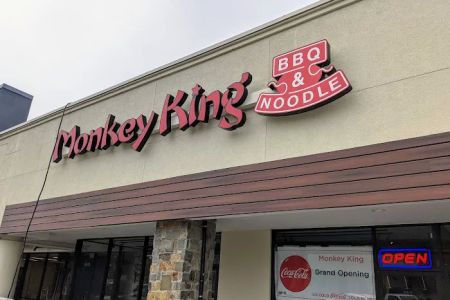 Monkey King
BBQ
&
NOODLE
Monkey King
Coca-Cola
Grand Opening
OPEN